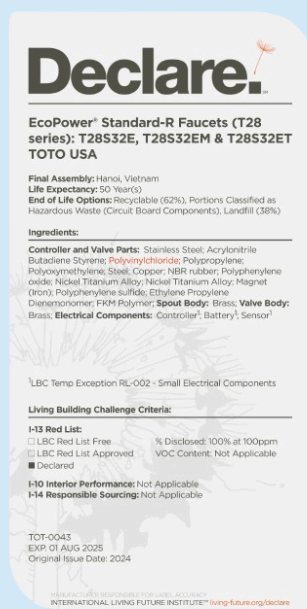 Declare.
EcoPower® Standard-R Faucets (T28
series): T28S32E, T28S32EM & T28S32ET
TOTO USA
Final Assembly: Hanoi, Vietnam
Life Expectancy: 50 Year(s)
End of Life Options: Recyclable (62%), Portions Classified as
Hazardous Waste (Circuit Board Components), Landfill (38%)
Ingredients:
Controller and Valve Parts: Stainless Steel; Acrylonitrile
Butadiene Styrene; Polyvinylchloride; Polypropylene;
Polyoxymethylene; Steel; Copper; NBR rubber; Polyphenylene
oxide; Nickel Titanium Alloy; Nickel Titanium Alloy; Magnet
(Iron); Polyphenylene sulfide; Ethylene Propylene
Dienemonomer; FKM Polymer; Spout Body: Brass; Valve Body:
Brass; Electrical Components: Controller¹; Battery¹; Sensor¹
¹LBC Temp Exception RL-002 - Small Electrical Components
Living Building Challenge Criteria:
I-13 Red List:
☐ LBC Red List Free % Disclosed: 100% at 100ppm
☐ LBC Red List Approved VOC Content: Not Applicable
■ Declared
I-10 Interior Performance: Not Applicable
I-14 Responsible Sourcing: Not Applicable
TOT-0043
EXP. 01 AUG 2025
Original Issue Date: 2024
MANUFACTURER RESPONSIBLE FOR LABEL ACCURACY
INTERNATIONAL LIVING FUTURE INSTITUTE℠ living-future.org/declare